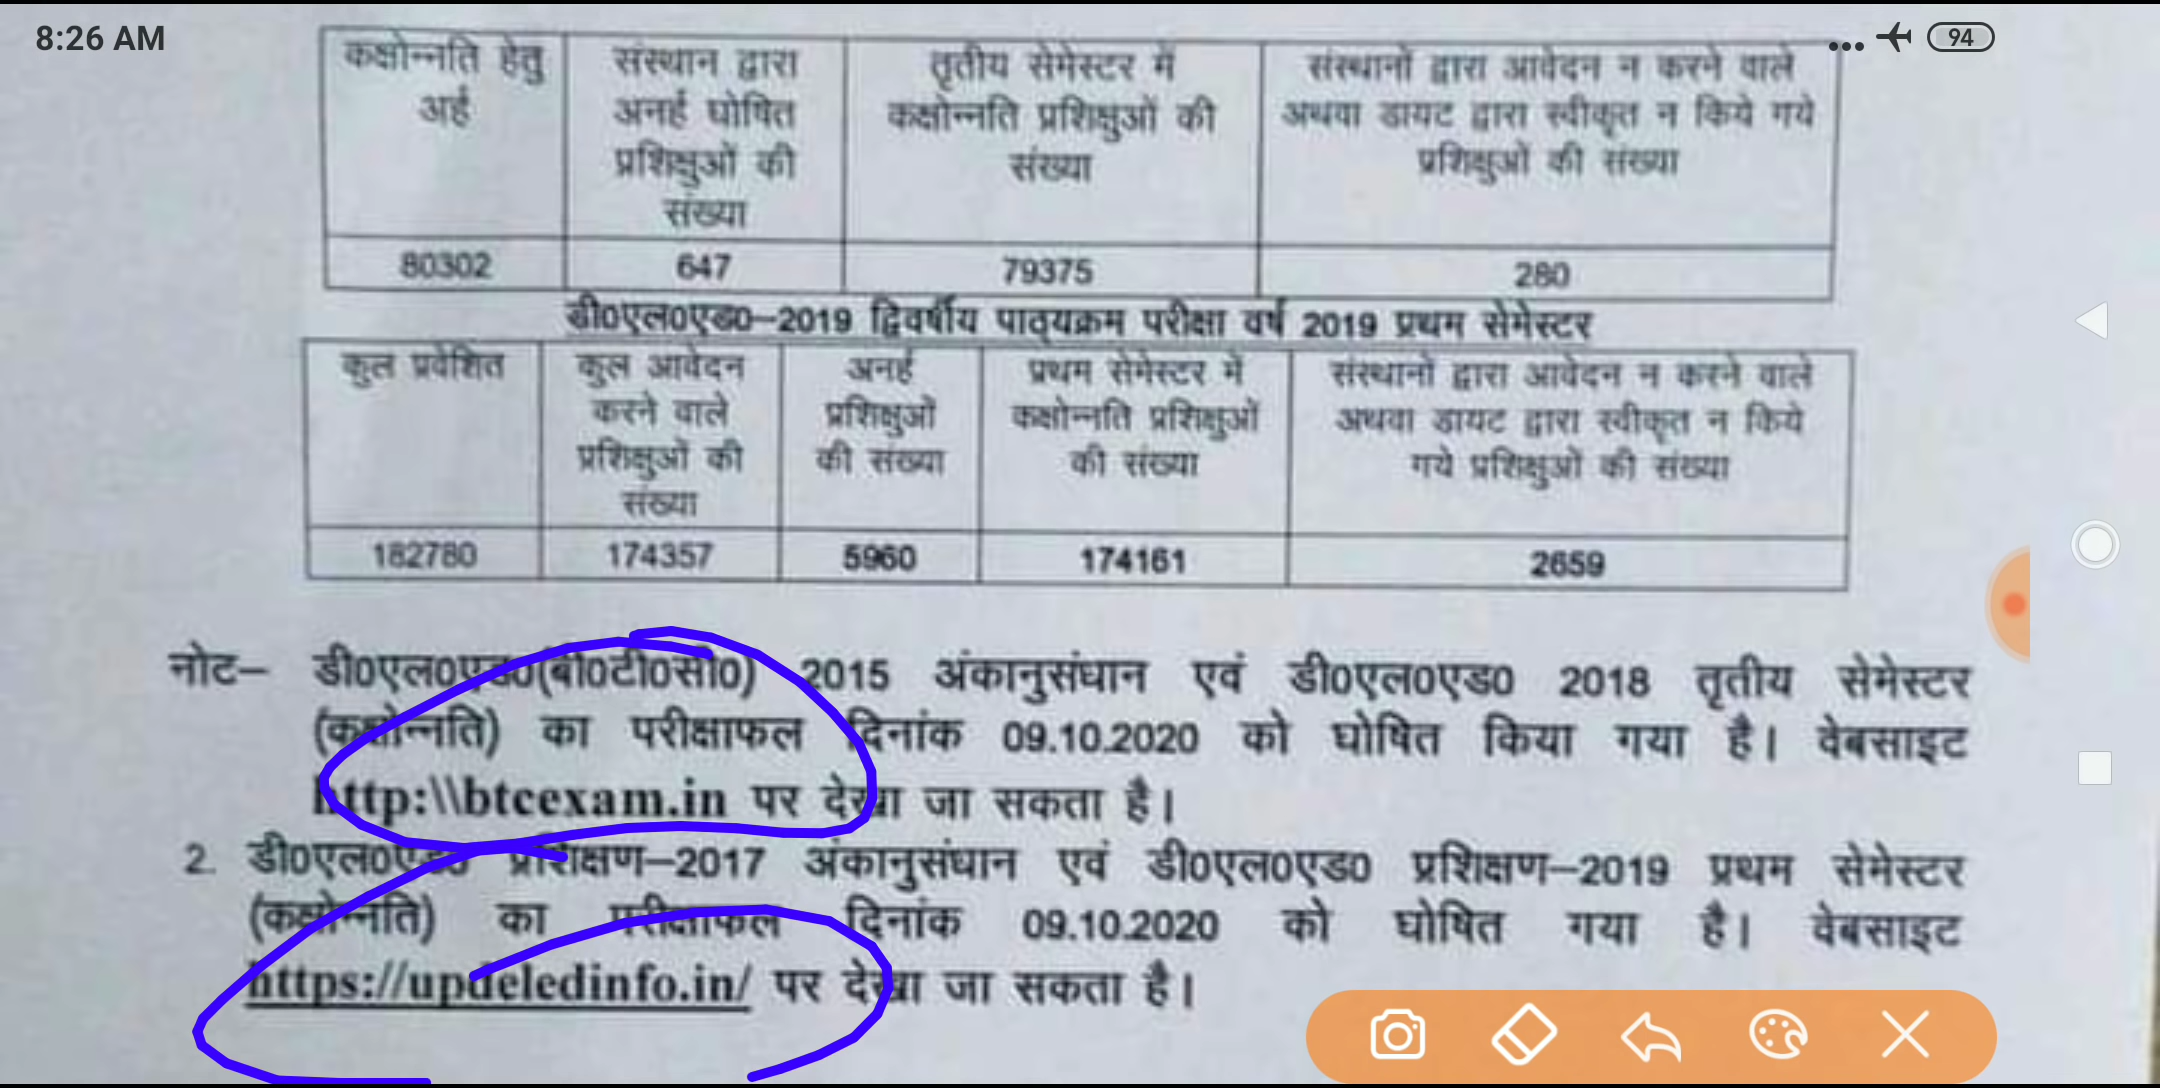 8:26 AM
94
कक्षोन्नति हेतु अर्ह
संस्थान द्वारा अनर्ह घोषित प्रशिक्षुओं की संख्या
तृतीय सेमेस्टर में कक्षोन्नति प्रशिक्षुओं की संख्या
संस्थानों द्वारा आवेदन न करने वाले अथवा डायट द्वारा स्वीकृत न किये गये प्रशिक्षुओं की संख्या
80302 647 79375 280
डी0एल0एड0–2019 द्विवर्षीय पाठ्यक्रम परीक्षा वर्ष 2019 प्रथम सेमेस्टर
कुल प्रवेशित
कुल आवेदन करने वाले प्रशिक्षुओं की संख्या
अनर्ह प्रशिक्षुओं की संख्या
प्रथम सेमेस्टर में कक्षोन्नति प्रशिक्षुओं की संख्या
संस्थानों द्वारा आवेदन न करने वाले अथवा डायट द्वारा स्वीकृत न किये गये प्रशिक्षुओं की संख्या
182780 174357 5960 174161 2659
नोट– डी0एल0एड0(बी0टी0सी0) 2015 अंकानुसंधान एवं डी0एल0एड0 2018 तृतीय सेमेस्टर
(कक्षोन्नति) का परीक्षाफल दिनांक 09.10.2020 को घोषित किया गया है। वेबसाइट
http:\\btcexam.in पर देखा जा सकता है।
2. डी0एल0एड0 प्रशिक्षण–2017 अंकानुसंधान एवं डी0एल0एड0 प्रशिक्षण–2019 प्रथम सेमेस्टर
(कक्षोन्नति) का परीक्षाफल दिनांक 09.10.2020 को घोषित गया है। वेबसाइट
https://updeledinfo.in/ पर देखा जा सकता है।